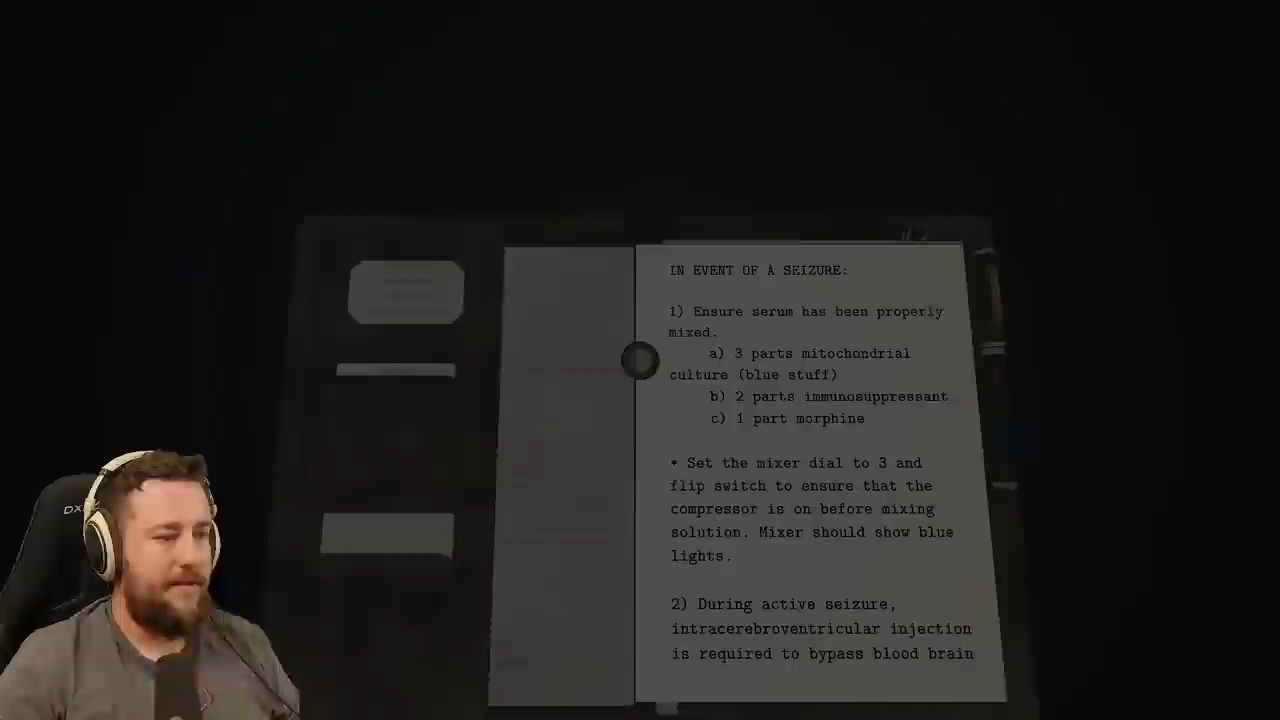 IN EVENT OF A SEIZURE:
1) Ensure serum has been properly
mixed.
a) 3 parts mitochondrial
culture (blue stuff)
b) 2 parts immunosuppressant
c) 1 part morphine
* Set the mixer dial to 3 and
flip switch to ensure that the
compressor is on before mixing
solution. Mixer should show blue
lights.
2) During active seizure,
intracerebroventricular injection
is required to bypass blood brain